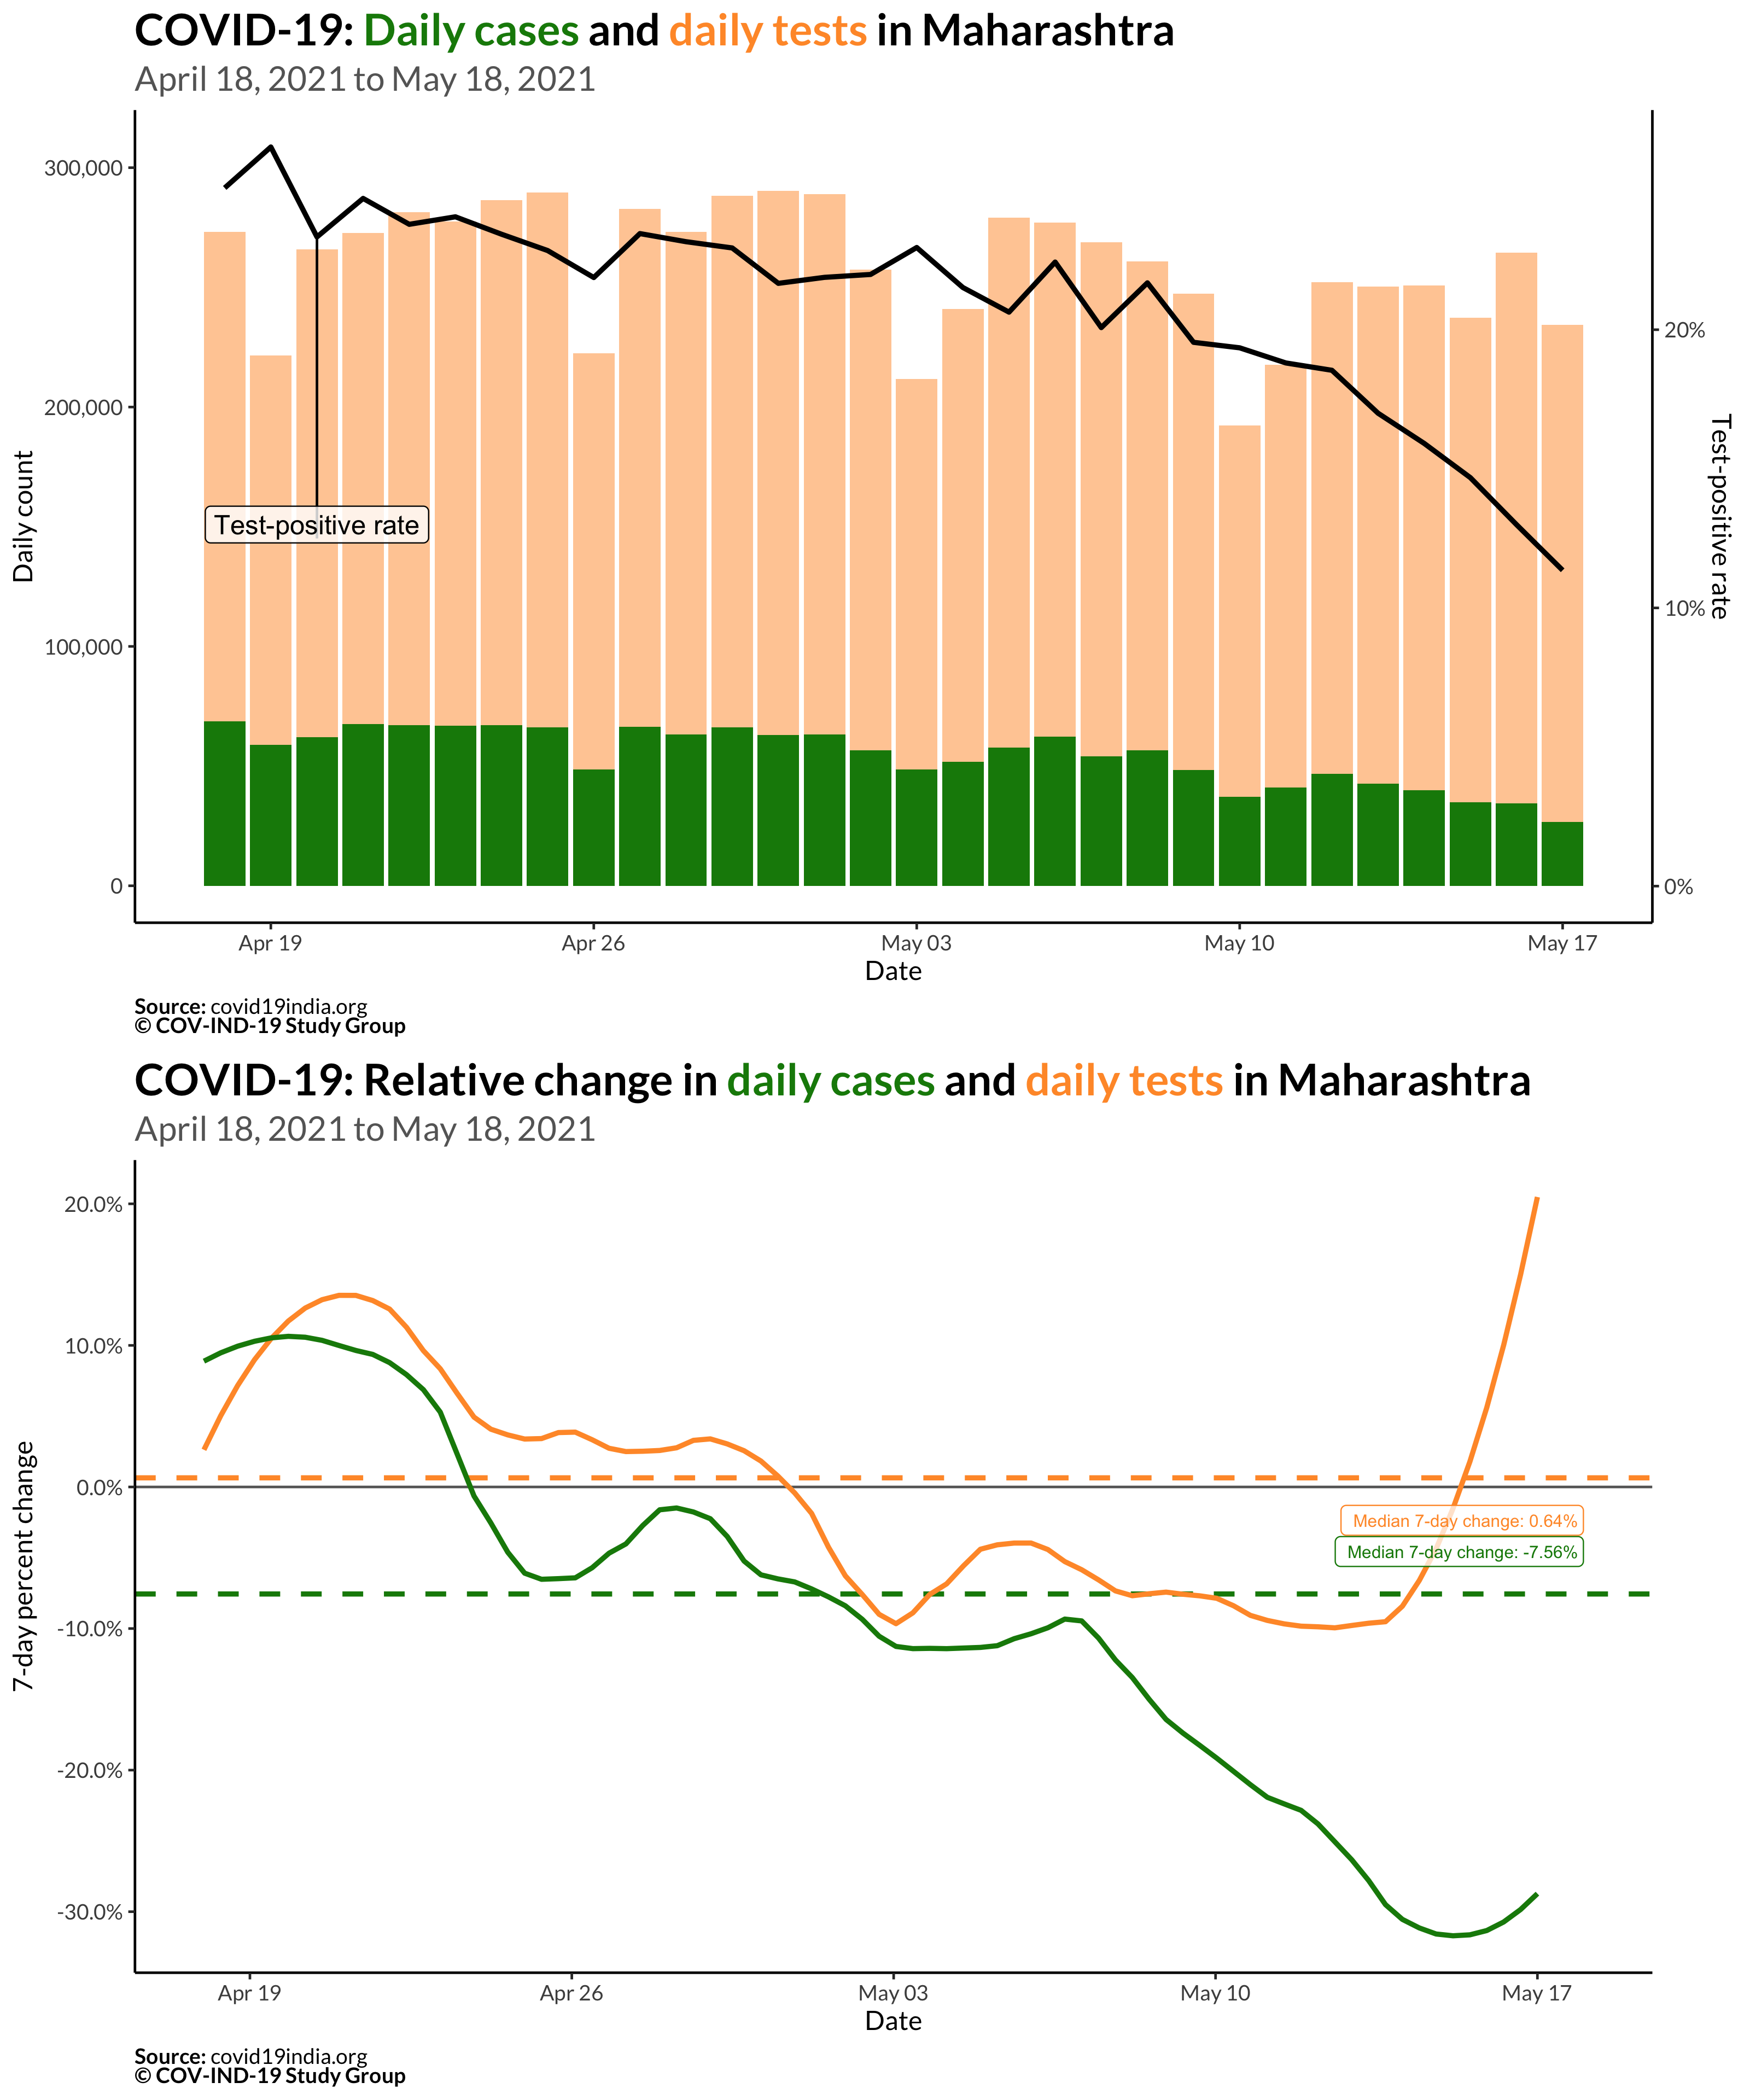 COVID-19: Daily cases and daily tests in Maharashtra
April 18, 2021 to May 18, 2021
300,000
200,000
100,000
0
Daily count
Test-positive rate
20%
10%
0%
Test-positive rate
Apr 19
Apr 26
May 03
May 10
May 17
Date
Source: covid19india.org
© COV-IND-19 Study Group
COVID-19: Relative change in daily cases and daily tests in Maharashtra
April 18, 2021 to May 18, 2021
20.0%
10.0%
0.0%
-10.0%
-20.0%
-30.0%
7-day percent change
Median 7-day change: 0.64%
Median 7-day change: -7.56%
Apr 19
Apr 26
May 03
May 10
May 17
Date
Source: covid19india.org
© COV-IND-19 Study Group